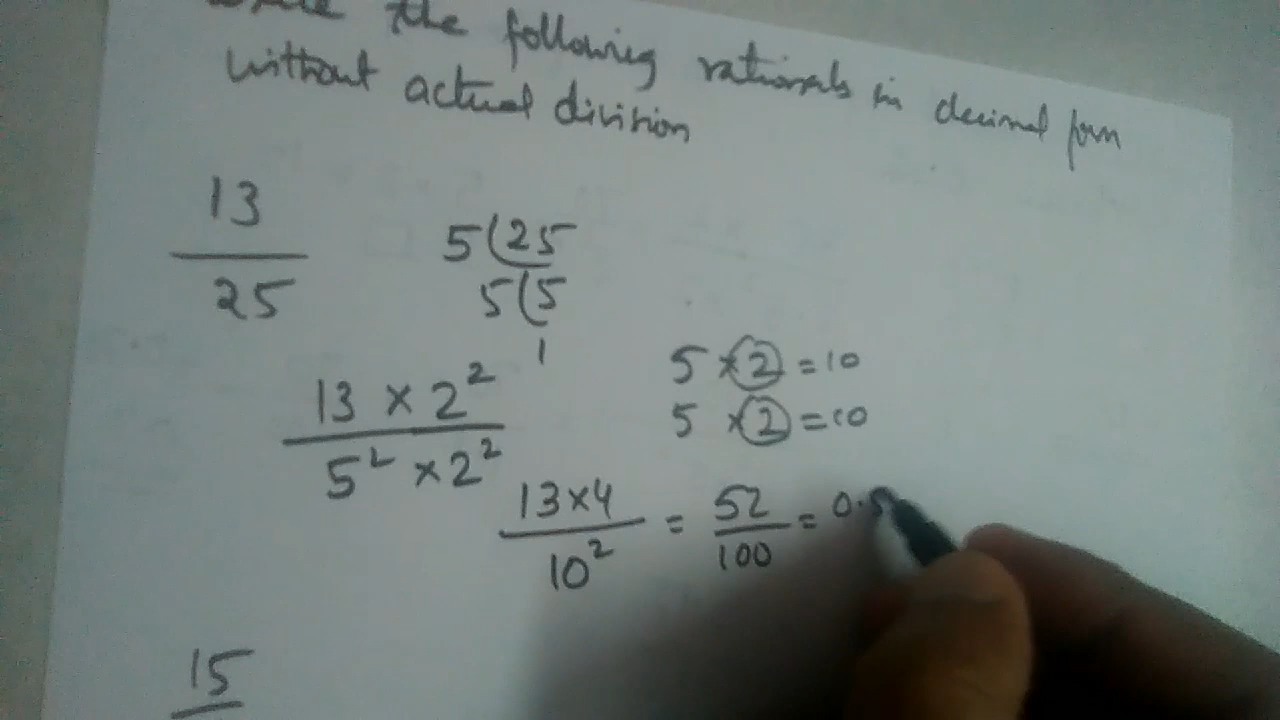 the following rationals in decimal form
without actual division
13
25
5(25
5(5
1
13 × 2²
5² × 2²
5 × 2 = 10
5 × 2 = 10
13×4
10²
= 52
100
= 0.5
15